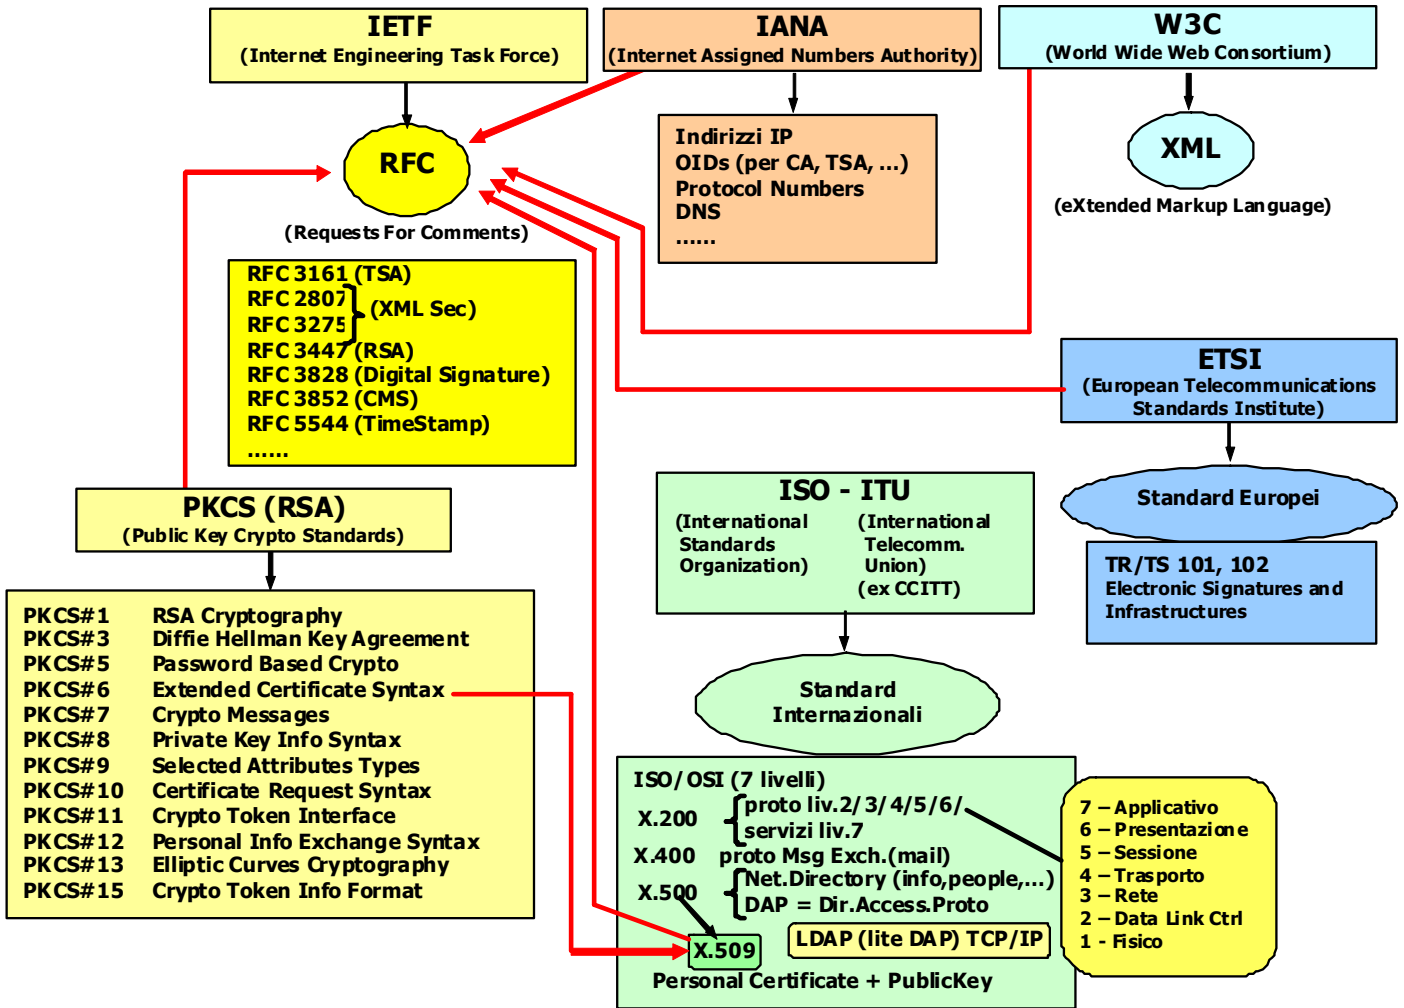 IETF
(Internet Engineering Task Force)
IANA
(Internet Assigned Numbers Authority)
W3C
(World Wide Web Consortium)
RFC
(Requests For Comments)
Indirizzi IP
OIDs (per CA, TSA, ...)
Protocol Numbers
DNS
......
XML
(eXtended Markup Language)
RFC 3161 (TSA)
RFC 2807
RFC 3275
(XML Sec)
RFC 3447 (RSA)
RFC 3828 (Digital Signature)
RFC 3852 (CMS)
RFC 5544 (TimeStamp)
......
ETSI
(European Telecommunications
Standards Institute)
Standard Europei
TR/TS 101, 102
Electronic Signatures and
Infrastructures
PKCS (RSA)
(Public Key Crypto Standards)
PKCS#1 RSA Cryptography
PKCS#3 Diffie Hellman Key Agreement
PKCS#5 Password Based Crypto
PKCS#6 Extended Certificate Syntax
PKCS#7 Crypto Messages
PKCS#8 Private Key Info Syntax
PKCS#9 Selected Attributes Types
PKCS#10 Certificate Request Syntax
PKCS#11 Crypto Token Interface
PKCS#12 Personal Info Exchange Syntax
PKCS#13 Elliptic Curves Cryptography
PKCS#15 Crypto Token Info Format
ISO - ITU
(International
Standards
Organization)
(International
Telecomm.
Union)
(ex CCITT)
Standard
Internazionali
ISO/OSI (7 livelli)
X.200
proto liv.2/3/4/5/6/
servizi liv.7
X.400 proto Msg Exch.(mail)
X.500
Net.Directory (info,people,...)
DAP = Dir.Access.Proto
LDAP (lite DAP) TCP/IP
X.509
Personal Certificate + PublicKey
7 – Applicativo
6 – Presentazione
5 – Sessione
4 – Trasporto
3 – Rete
2 – Data Link Ctrl
1 - Fisico